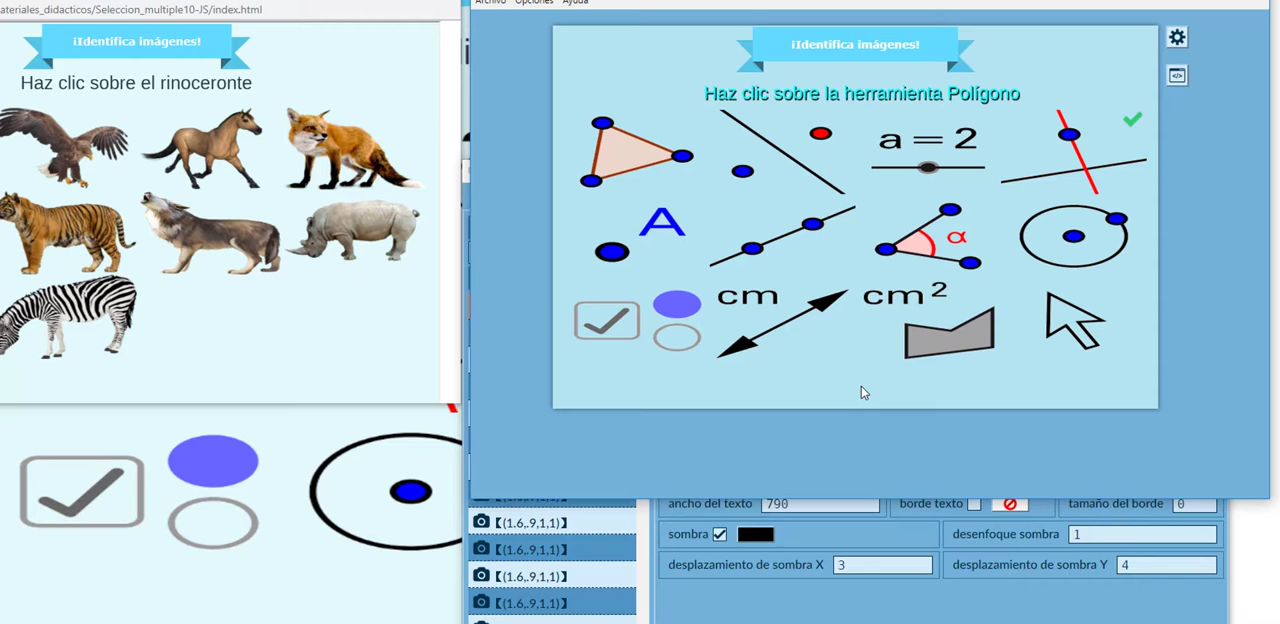 ateriales_didacticos/Seleccion_multiple10-JS/index.html
¡Identifica imágenes!
Haz clic sobre el rinoceronte
Archivo Opciones Ayuda
¡Identifica imágenes!
Haz clic sobre la herramienta Polígono
a = 2
A
α
cm
cm²
ancho del texto 790
borde texto
tamaño del borde 0
【(1.6,.9,1,1)】
sombra
desenfoque sombra 1
【(1.6,.9,1,1)】
desplazamiento de sombra X 3
desplazamiento de sombra Y 4
【(1.6,.9,1,1)】
【(1.6,.9,1,1)】